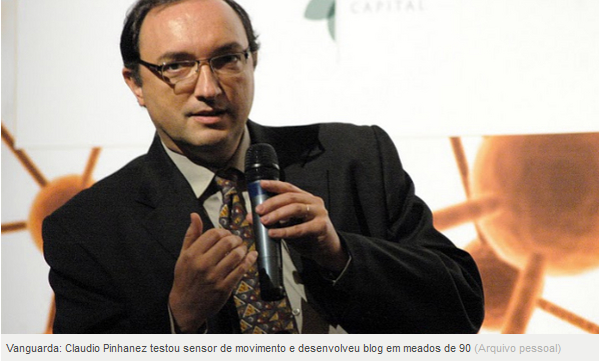 CAPITAL
Vanguarda: Claudio Pinhanez testou sensor de movimento e desenvolveu blog em meados de 90 (Arquivo pessoal)